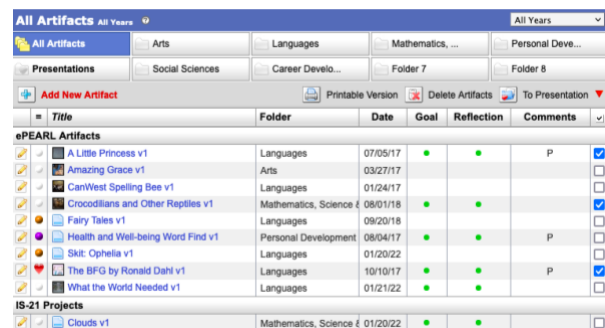 All Artifacts All Years ?
All Years
All Artifacts
Arts
Languages
Mathematics, ...
Personal Deve...
Presentations
Social Sciences
Career Develo...
Folder 7
Folder 8
Add New Artifact
Printable Version
Delete Artifacts
To Presentation
= Title Folder Date Goal Reflection Comments
ePEARL Artifacts
A Little Princess v1 Languages 07/05/17 P
Amazing Grace v1 Arts 03/27/17
CanWest Spelling Bee v1 Languages 01/24/17
Crocodilians and Other Reptiles v1 Mathematics, Science & 08/01/18
Fairy Tales v1 Languages 09/20/18
Health and Well-being Word Find v1 Personal Development 08/04/17 P
Skit: Ophelia v1 Languages 01/20/22
The BFG by Ronald Dahl v1 Languages 10/10/17 P
What the World Needed v1 Languages 01/21/22
IS-21 Projects
Clouds v1 Mathematics, Science & 01/20/22